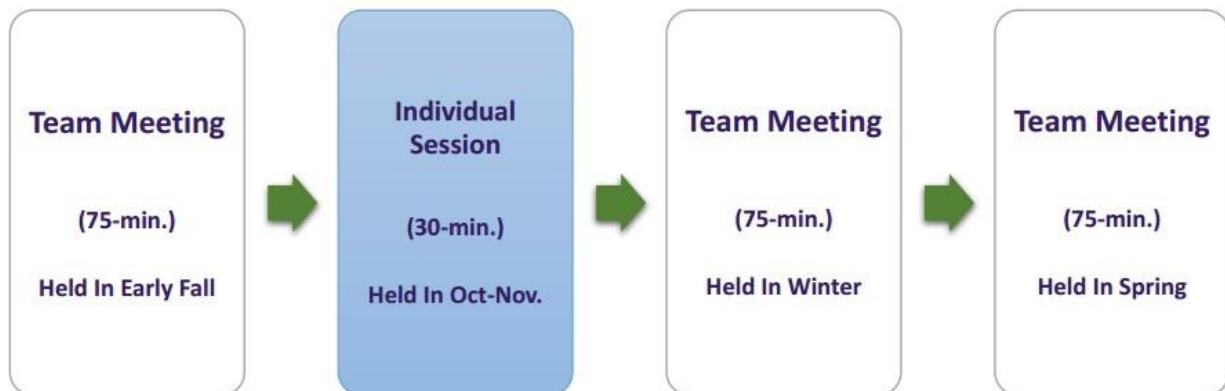 Team Meeting
(75-min.)
Held In Early Fall
Individual
Session
(30-min.)
Held In Oct-Nov.
Team Meeting
(75-min.)
Held In Winter
Team Meeting
(75-min.)
Held In Spring